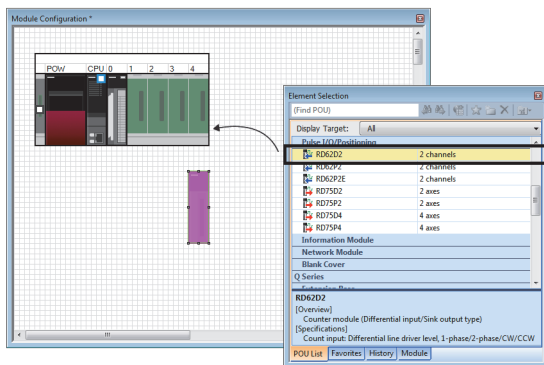 Module Configuration *
POW CPU 0 1 2 3 4
Element Selection
(Find POU)
Display Target: All
Pulse I/O/Positioning
RD62D2 2 channels
RD62P2 2 channels
RD62P2E 2 channels
RD75D2 2 axes
RD75P2 2 axes
RD75D4 4 axes
RD75P4 4 axes
Information Module
Network Module
Blank Cover
Q Series
Extension Base
RD62D2
[Overview]
Counter module (Differential input/Sink output type)
[Specifications]
Count input: Differential line driver level, 1-phase/2-phase/CW/CCW
POU List Favorites History Module